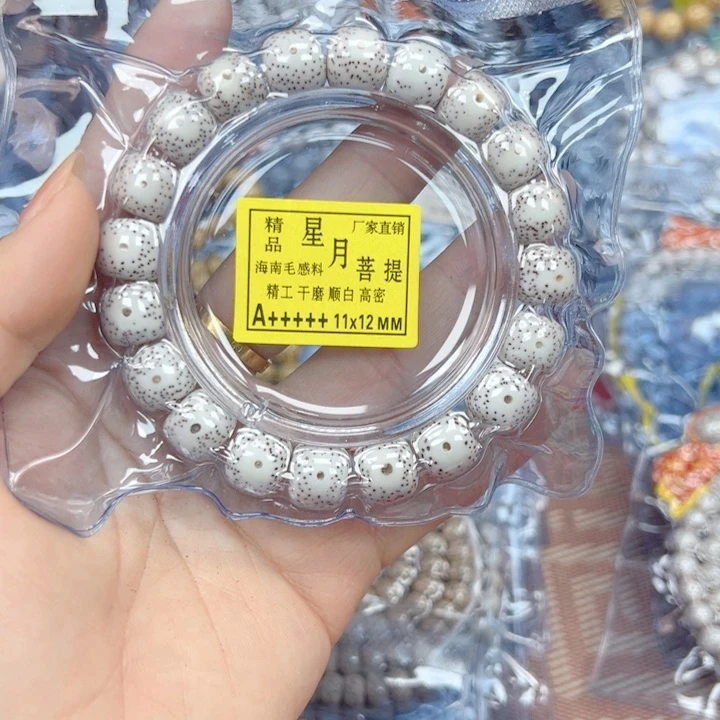 精品 星月菩提 厂家直销
海南毛感料
精工 干磨 顺白 高密
A+++++ 11x12 MM